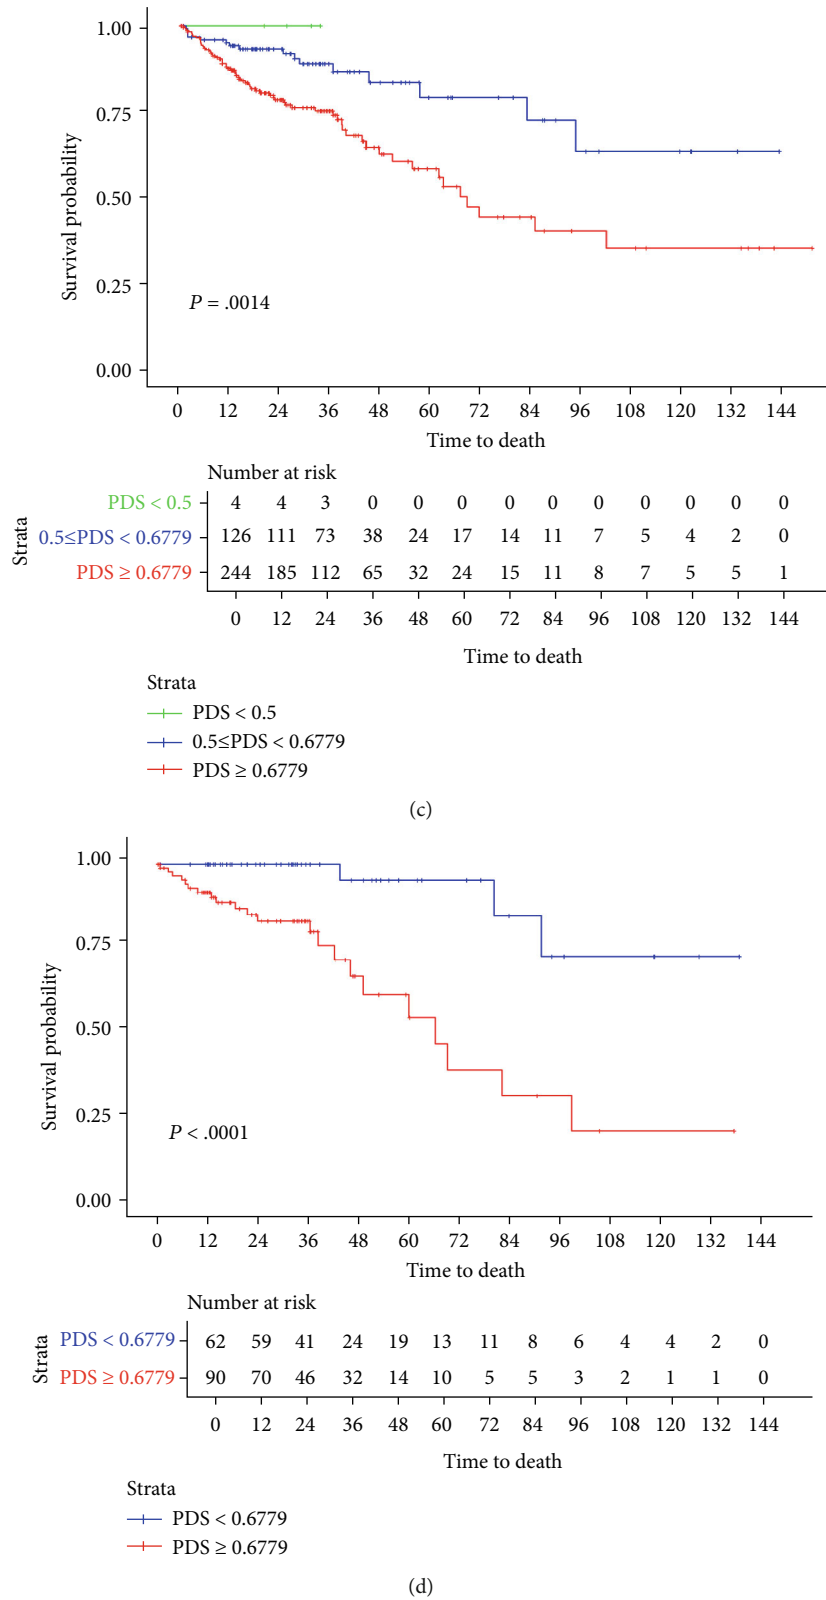 1.00
0.75
0.50
0.25
0.00
Survival probability
P = .0014
0 12 24 36 48 60 72 84 96 108 120 132 144
Time to death
Number at risk
Strata
PDS < 0.5 4 4 3 0 0 0 0 0 0 0 0 0 0
0.5≤PDS < 0.6779 126 111 73 38 24 17 14 11 7 5 4 2 0
PDS ≥ 0.6779 244 185 112 65 32 24 15 11 8 7 5 5 1
0 12 24 36 48 60 72 84 96 108 120 132 144
Time to death
Strata
PDS < 0.5
0.5≤PDS < 0.6779
PDS ≥ 0.6779
(c)
1.00
0.75
0.50
0.25
0.00
Survival probability
P < .0001
0 12 24 36 48 60 72 84 96 108 120 132 144
Time to death
Number at risk
Strata
PDS < 0.6779 62 59 41 24 19 13 11 8 6 4 4 2 0
PDS ≥ 0.6779 90 70 46 32 14 10 5 5 3 2 1 1 0
0 12 24 36 48 60 72 84 96 108 120 132 144
Time to death
Strata
PDS < 0.6779
PDS ≥ 0.6779
(d)